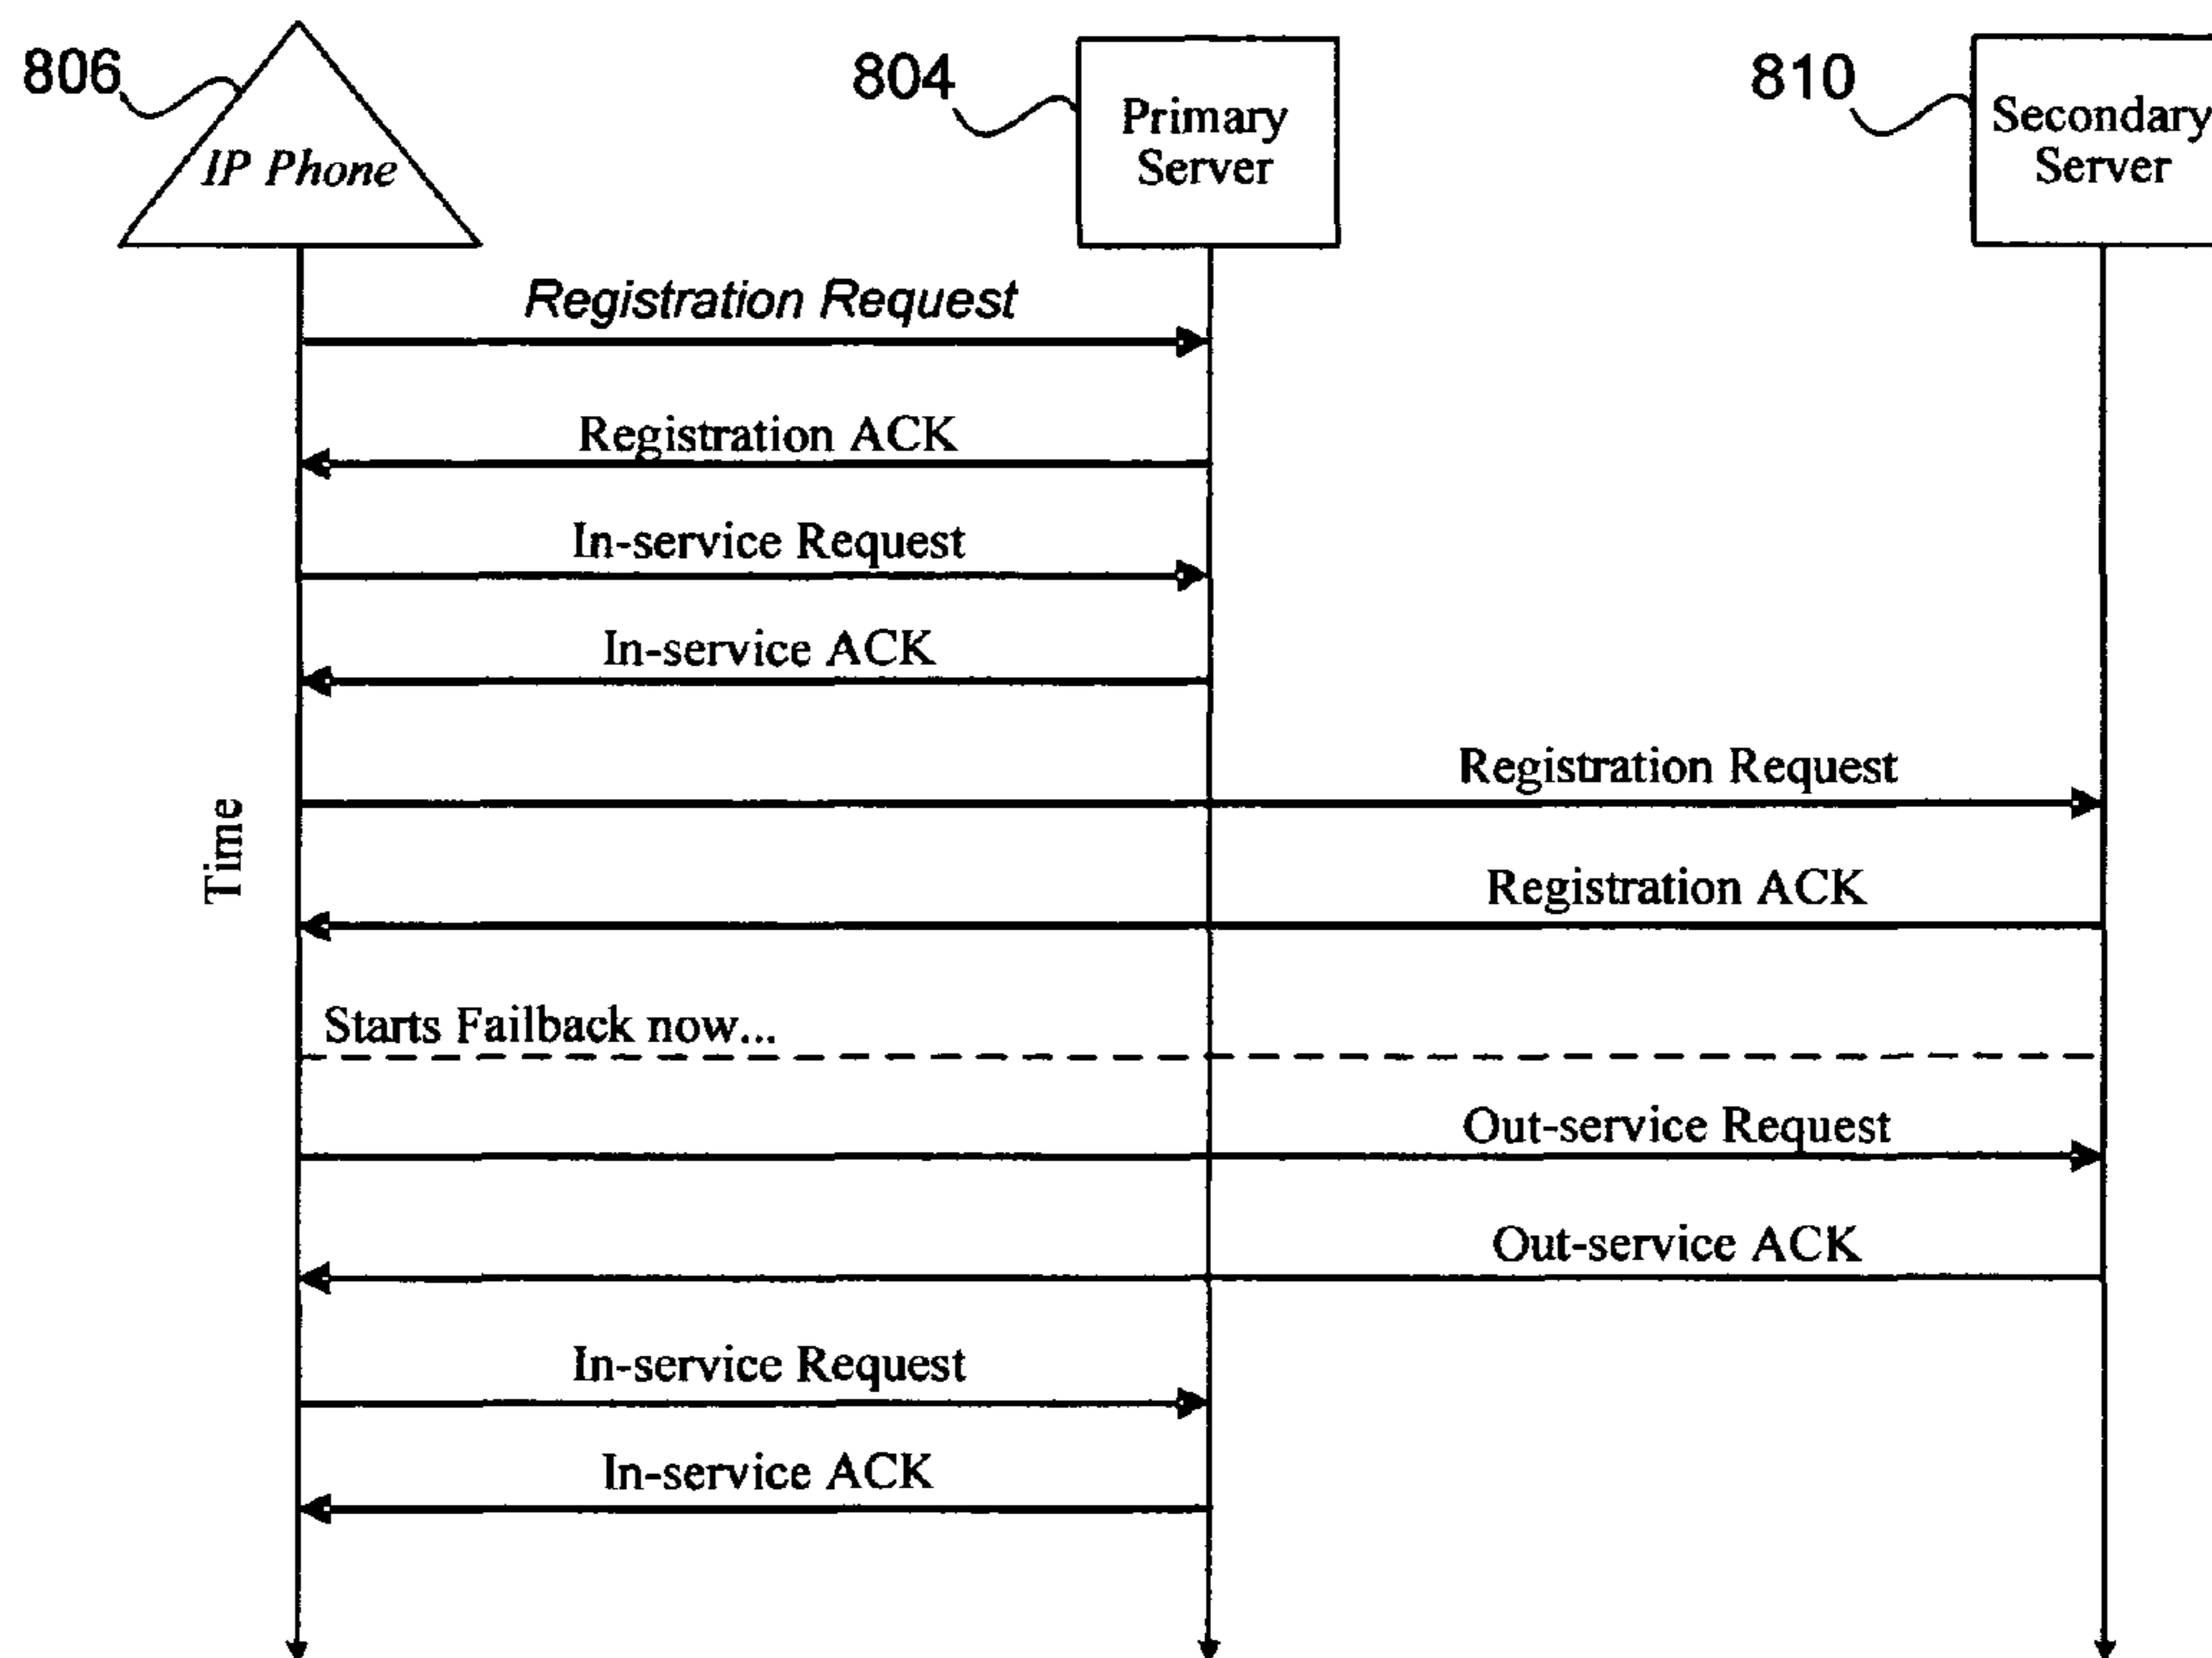 806
IP Phone
804
Primary
Server
810
Secondary
Server
Registration Request
Registration ACK
In-service Request
In-service ACK
Registration Request
Time
Registration ACK
Starts Failback now...
Out-service Request
Out-service ACK
In-service Request
In-service ACK